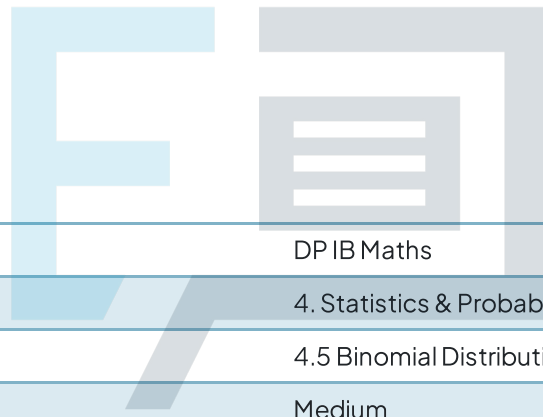 DP IB Maths
4. Statistics & Probab
4.5 Binomial Distributi
Medium